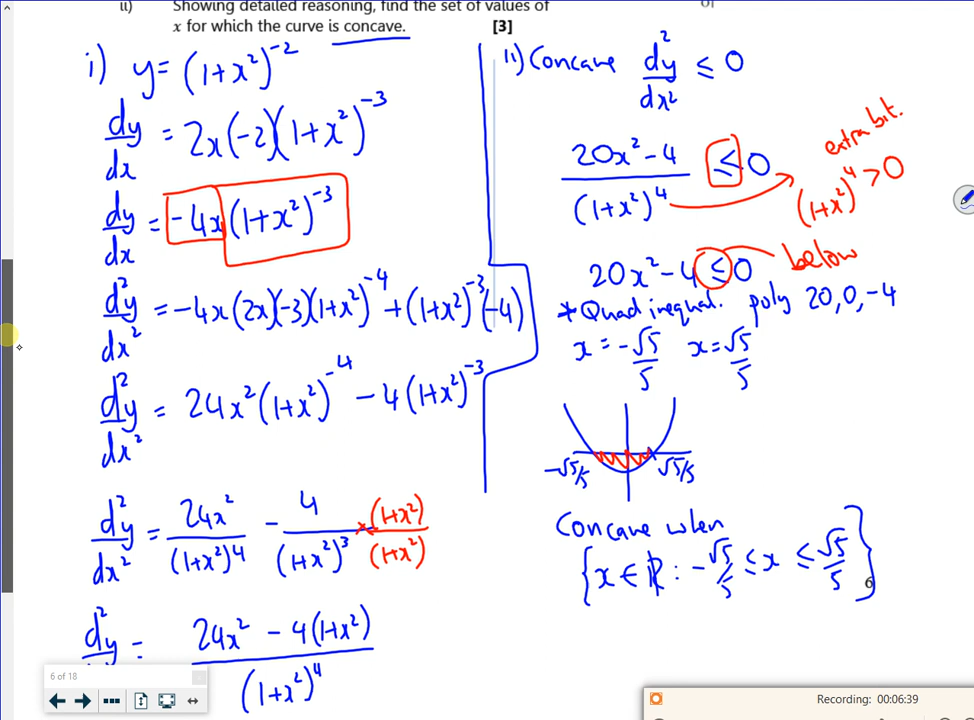 ii) Showing detailed reasoning, find the set of values of
x for which the curve is concave.
[3]
i) y = (1+x²)⁻²
dy/dx = 2x(-2)(1+x²)⁻³
dy/dx = -4x(1+x²)⁻³
d²y/dx² = -4x(2x)(-3)(1+x²)⁻⁴ + (1+x²)⁻³(-4)
d²y/dx² = 24x²(1+x²)⁻⁴ - 4(1+x²)⁻³
d²y/dx² = 24x²/(1+x²)⁴ - 4/(1+x²)³ × (1+x²)/(1+x²)
d²y/dx² = 24x² - 4(1+x²)/(1+x²)⁴
ii) Concave d²y/dx² ≤ 0
20x² - 4/(1+x²)⁴ ≤ 0
extra bit.
(1+x²)⁴ > 0
20x² - 4 ≤ 0 below
* Quad inequal. poly 20, 0, -4
x = -√5/5 x = √5/5
-√5/5 √5/5
Concave when
{x ∈ ℝ : -√5/5 ≤ x ≤ √5/5}
6
6 of 18
Recording: 00:06:39